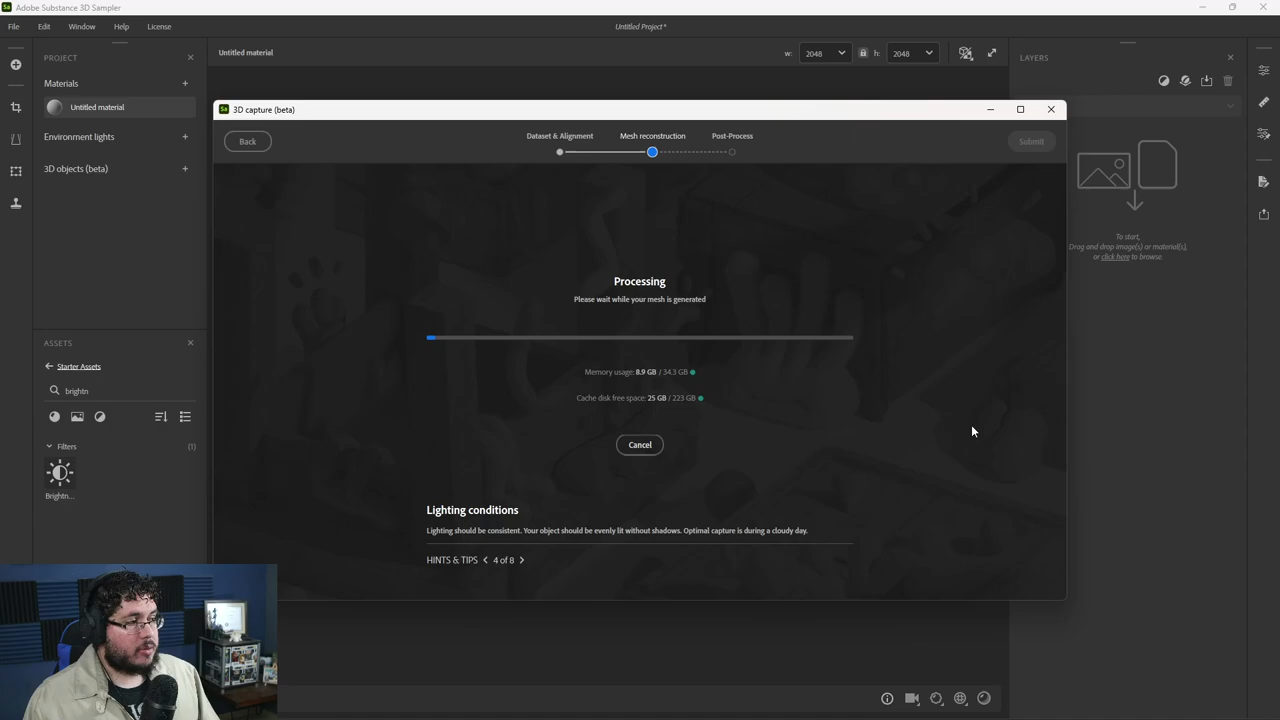 Adobe Substance 3D Sampler
File Edit Window Help License
Untitled Project*
PROJECT
Untitled material
w: 2048 h: 2048
LAYERS
Materials
Untitled material
Environment lights
3D objects (beta)
3D capture (beta)
Back
Dataset & Alignment Mesh reconstruction Post-Process
Submit
To start,
Drag and drop image(s) or material(s),
or click here to browse.
Processing
Please wait while your mesh is generated
Memory usage: 8.9 GB / 34.3 GB
Cache disk free space: 25 GB / 223 GB
Cancel
Lighting conditions
Lighting should be consistent. Your object should be evenly lit without shadows. Optimal capture is during a cloudy day.
HINTS & TIPS 4 of 8
ASSETS
Starter Assets
brightn
Filters (1)
Brightn...